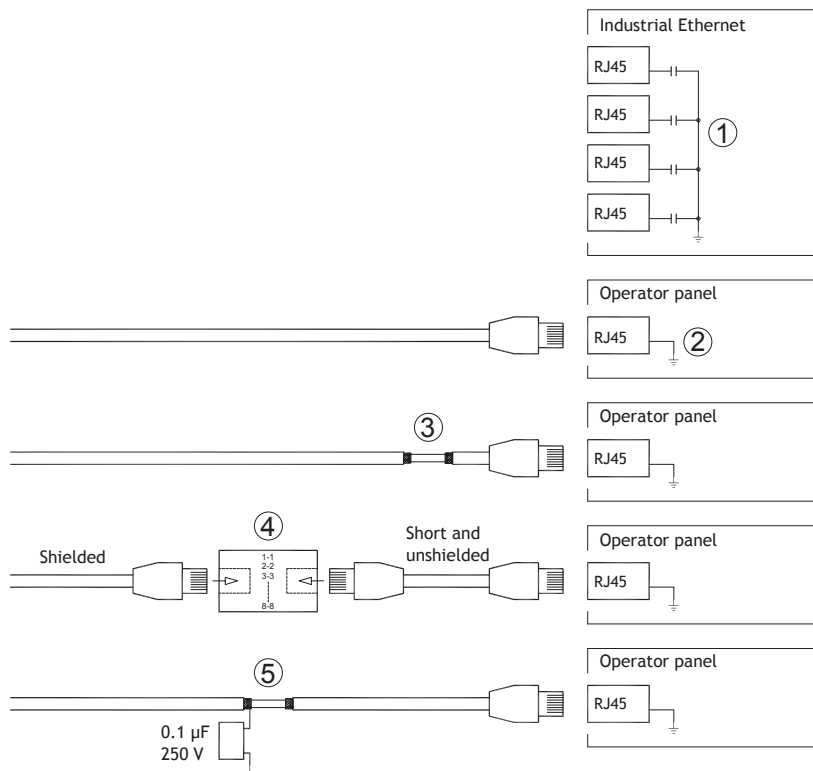 Industrial Ethernet
RJ45
RJ45
①
RJ45
RJ45
Operator panel
RJ45
②
Operator panel
③
RJ45
Operator panel
④
Shielded
Short and
unshielded
1-1
2-2
3-3
8-8
RJ45
Operator panel
⑤
RJ45
0.1 µF
250 V